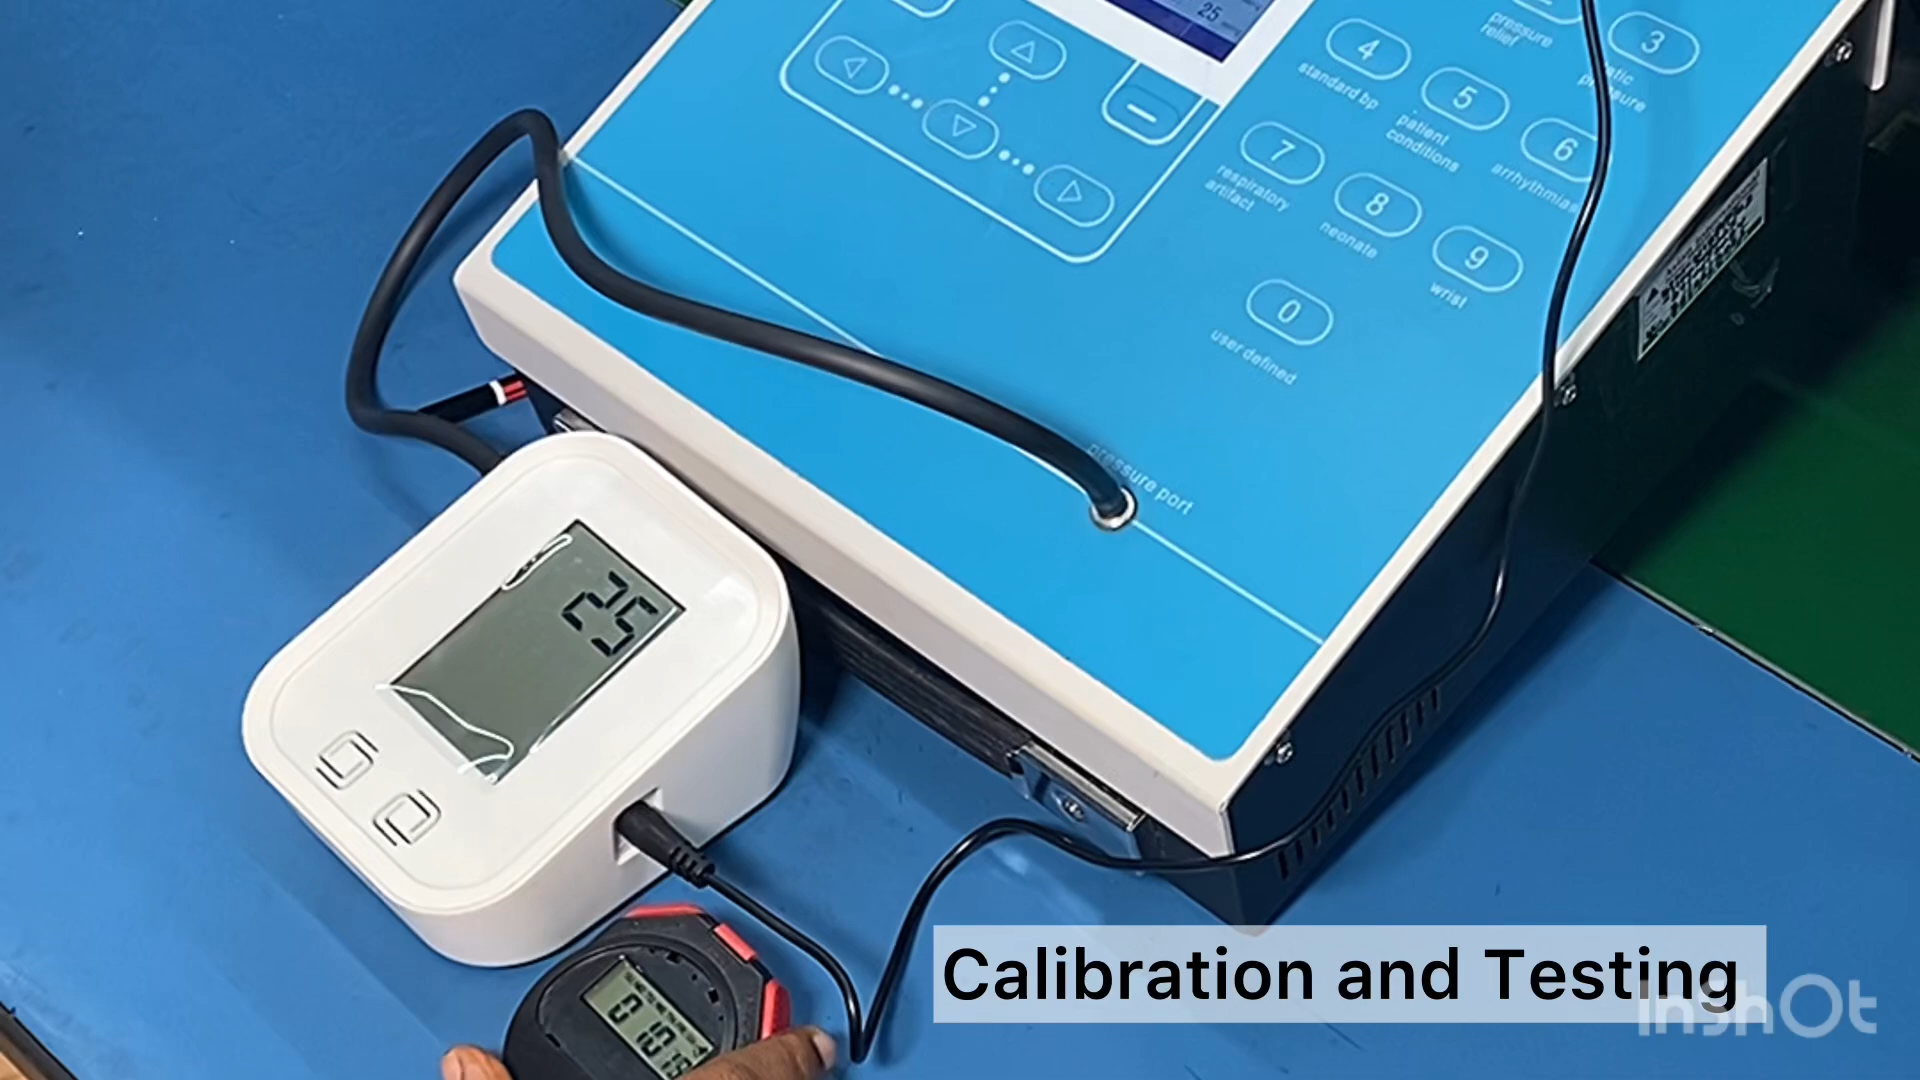 25
pressure
relief
3
4
standard bp
5
patient
conditions
6
arrhythmias
7
respiratory
artifact
8
neonate
9
wrist
0
user defined
pressure port
25
Calibration and Testing
InShOt